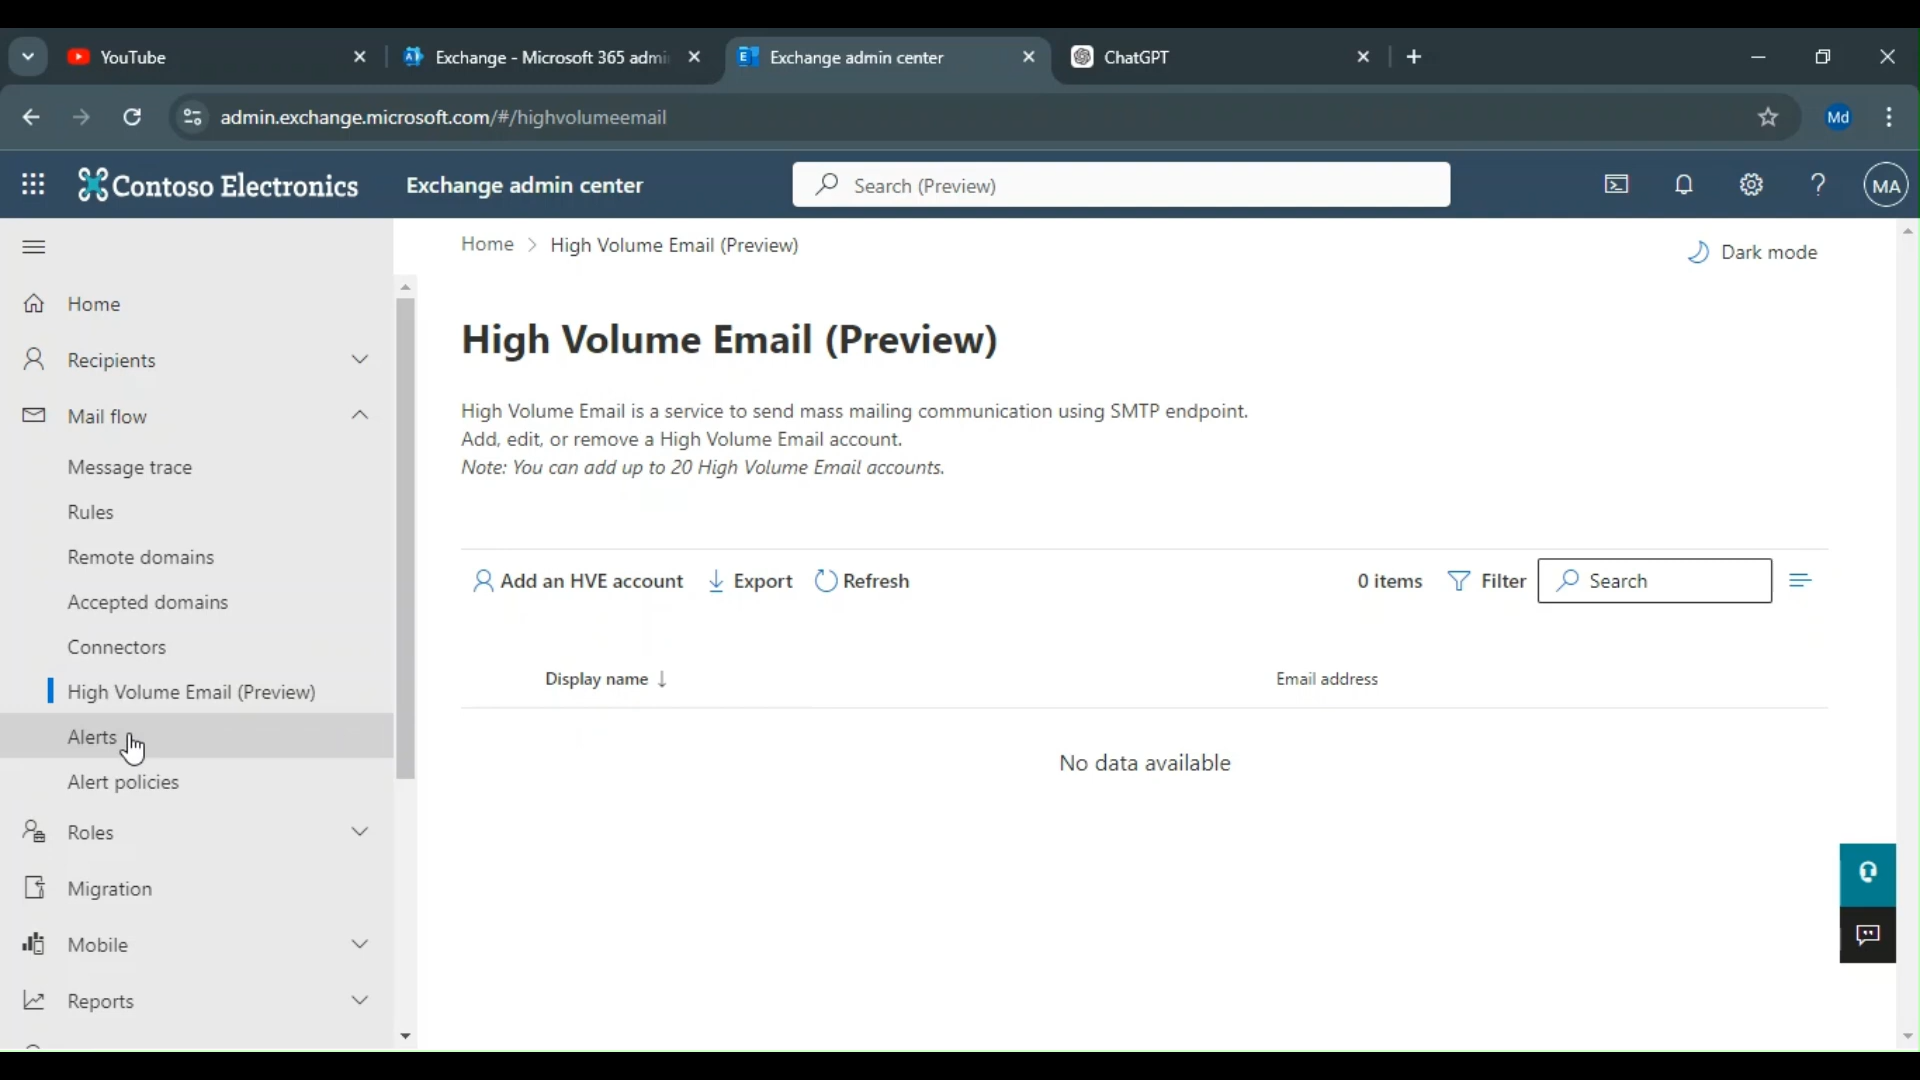 YouTube
Exchange - Microsoft 365 admi
Exchange admin center
ChatGPT
admin.exchange.microsoft.com/#/highvolumeemail
Md
Contoso Electronics
Exchange admin center
Search (Preview)
MA
Home > High Volume Email (Preview)
Dark mode
Home
Recipients
Mail flow
Message trace
Rules
Remote domains
Accepted domains
Connectors
High Volume Email (Preview)
Alerts
Alert policies
Roles
Migration
Mobile
Reports
High Volume Email (Preview)
High Volume Email is a service to send mass mailing communication using SMTP endpoint.
Add, edit, or remove a High Volume Email account.
Note: You can add up to 20 High Volume Email accounts.
Add an HVE account Export Refresh 0 items Filter Search
Display name ↓ Email address
No data available